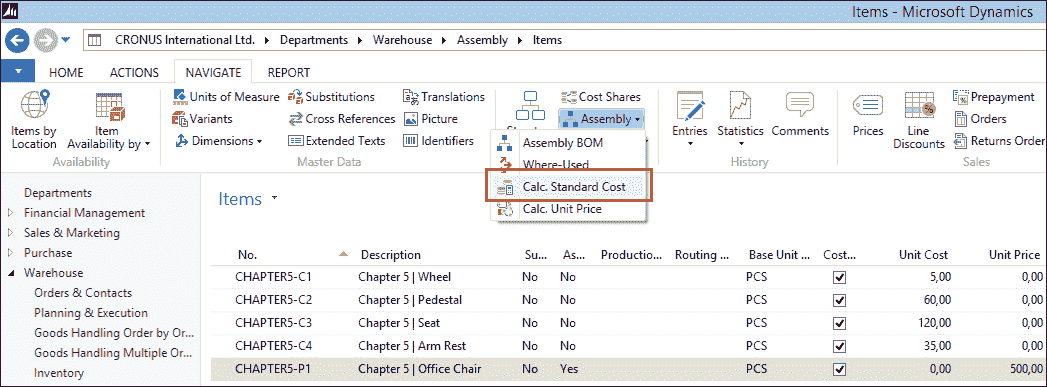 Items - Microsoft Dynamics
CRONUS International Ltd. Departments Warehouse Assembly Items
HOME ACTIONS NAVIGATE REPORT
Items by Location
Item Availability by
Availability
Units of Measure
Variants
Dimensions
Substitutions
Cross References
Extended Texts
Translations
Picture
Identifiers
Master Data
Cost Shares
Assembly
Assembly BOM
Where-Used
Calc. Standard Cost
Calc. Unit Price
Entries
Statistics
Comments
History
Prices
Line Discounts
Prepayment
Orders
Returns Order
Sales
Departments
Financial Management
Sales & Marketing
Purchase
Warehouse
Orders & Contacts
Planning & Execution
Goods Handling Order by Or...
Goods Handling Multiple Or...
Inventory
Items
No. Description Su... As... Production... Routing ... Base Unit ... Cost... Unit Cost Unit Price
CHAPTER5-C1 Chapter 5 | Wheel No No PCS 5,00 0,00
CHAPTER5-C2 Chapter 5 | Pedestal No No PCS 60,00 0,00
CHAPTER5-C3 Chapter 5 | Seat No No PCS 120,00 0,00
CHAPTER5-C4 Chapter 5 | Arm Rest No No PCS 35,00 0,00
CHAPTER5-P1 Chapter 5 | Office Chair No Yes PCS 0,00 500,00